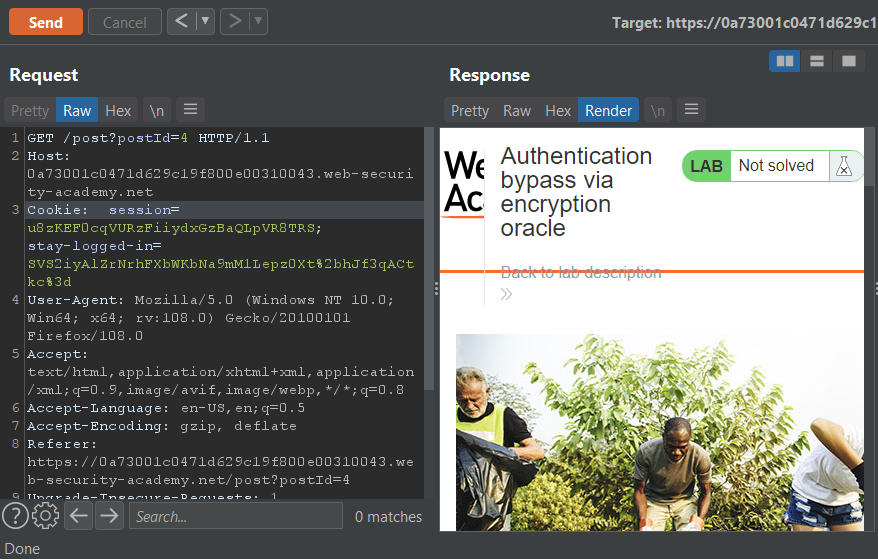 Send
Cancel
Target: https://0a73001c0471d629c1
Request
Response
Pretty Raw Hex \n
Pretty Raw Hex Render \n
1 GET /post?postId=4 HTTP/1.1
2 Host:
0a73001c0471d629c19f800e00310043.web-securi
ty-academy.net
3 Cookie: session=
u8zKEF0cqVURzFiiydxGzBaQLpVR8TRS;
stay-logged-in=
SVS2iyAlZrNrhFXbWKbNa9mM1Lepz0Xt%2bhJf3qACt
kc%3d
4 User-Agent: Mozilla/5.0 (Windows NT 10.0;
Win64; x64; rv:108.0) Gecko/20100101
Firefox/108.0
5 Accept:
text/html,application/xhtml+xml,application
/xml;q=0.9,image/avif,image/webp,*/*;q=0.8
6 Accept-Language: en-US,en;q=0.5
7 Accept-Encoding: gzip, deflate
8 Referer:
https://0a73001c0471d629c19f800e00310043.we
b-security-academy.net/post?postId=4
9 Upgrade-Insecure-Requests: 1
We
Ac
Authentication
bypass via
encryption
oracle
LAB Not solved
Back to lab description
Search...
0 matches
Done